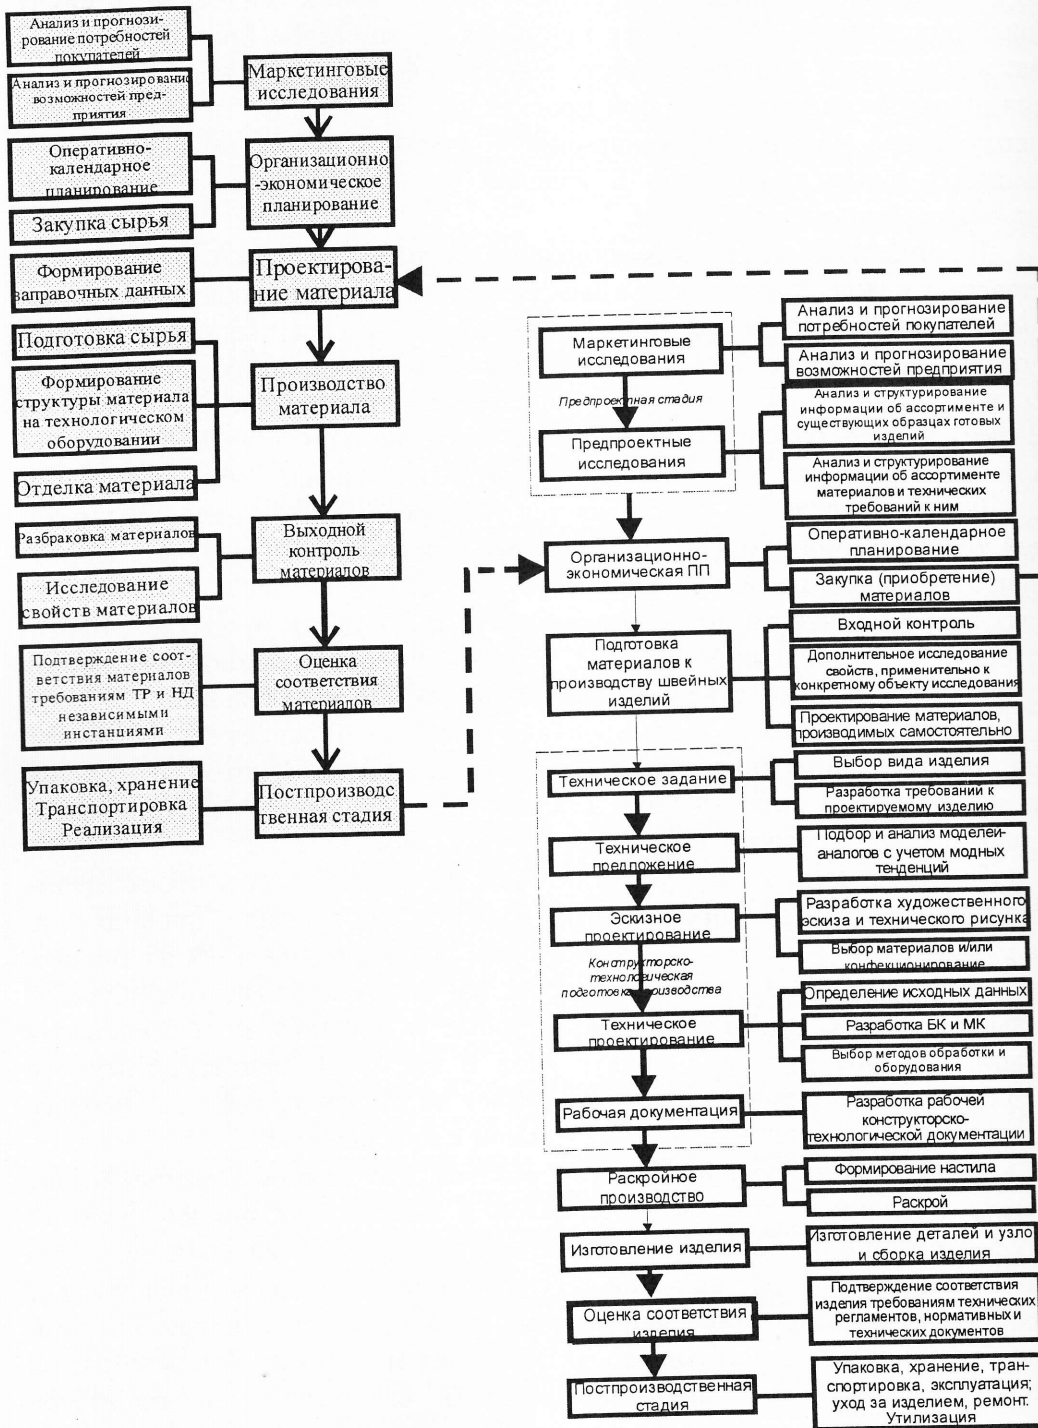 Анализ и прогнози-
рование потребностей
покупателей
Анализ и прогнозирование
возможностей пред-
приятия
Маркетинговые
исследования
Оперативно-
календарное
планирование
Закупка сырья
Организационно
-экономическое
планирование
Формирование
заправочных данных
Проектирова-
ние материала
Подготовка сырья
Формирование
структуры материала
на технологическом
оборудовании
Отделка материала
Производство
материала
Разбраковка материалов
Исследование
свойств материалов
Выходной
контроль
материалов
Подтверждение соот-
ветствия материалов
требованиям ТР и НД
независимыми
инстанциями
Оценка
соответствия
материалов
Упаковка, хранение
Транспортировка
Реализация
Постпроизводс
твенная стадия
Маркетинговые
исследования
Анализ и прогнозирование
потребностей покупателей
Анализ и прогнозирование
возможностей предприятия
Предпроектная стадия
Предпроектные
исследования
Анализ и структурирование
информации об ассортименте и
существующих образцах готовых
изделий
Анализ и структурирование
информации об ассортименте
материалов и технических
требований к ним
Организационно-
экономическая ПП
Оперативно-календарное
планирование
Закупка (приобретение)
материалов
Подготовка
материалов к
производству швейных
изделий
Входной контроль
Дополнительное исследование
свойств, применительно к
конкретному объекту исследования
Проектирование материалов,
производимых самостоятельно
Техническое задание
Выбор вида изделия
Разработка требований к
проектируемому изделию
Техническое
предложение
Подбор и анализ моделей-
аналогов с учетом модных
тенденций
Эскизное
проектирование
Разработка художественного
эскиза и технического рисунка
Выбор материалов и/или
конфекционирование
Конструкторско-
технологическая
подготовка производства
Техническое
проектирование
Определение исходных данных
Разработка БК и МК
Выбор методов обработки и
оборудования
Рабочая документация
Разработка рабочей
конструкторско-
технологической документации
Раскройное
производство
Формирование настила
Раскрой
Изготовление изделия
Изготовление деталей и узло
и сборка изделия
Оценка соответствия
изделия
Подтверждение соответствия
изделия требованиям технических
регламентов, нормативных и
технических документов
Постпроизводственная
стадия
Упаковка, хранение, тран-
спортировка, эксплуатация;
уход за изделием, ремонт.
Утилизация